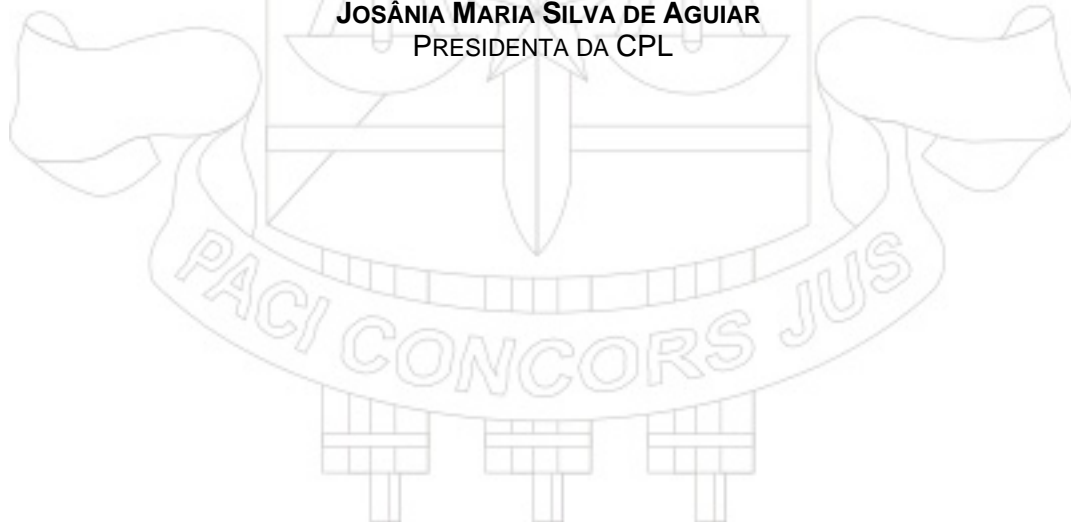 JOSÂNIA MARIA SILVA DE AGUIAR
PRESIDENTA DA CPL
PACI CONCORS JUS